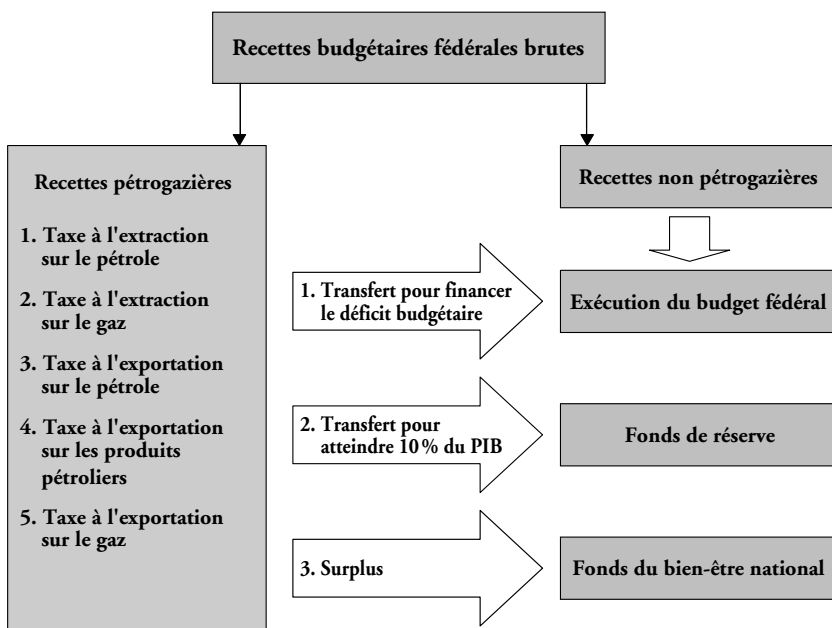 Recettes budgétaires fédérales brutes
Recettes pétrogazières
1. Taxe à l'extraction
sur le pétrole
2. Taxe à l'extraction
sur le gaz
3. Taxe à l'exportation
sur le pétrole
4. Taxe à l'exportation
sur les produits
pétroliers
5. Taxe à l'exportation
sur le gaz
1. Transfert pour financer
le déficit budgétaire
2. Transfert pour
atteindre 10 % du PIB
3. Surplus
Recettes non pétrogazières
Exécution du budget fédéral
Fonds de réserve
Fonds du bien-être national